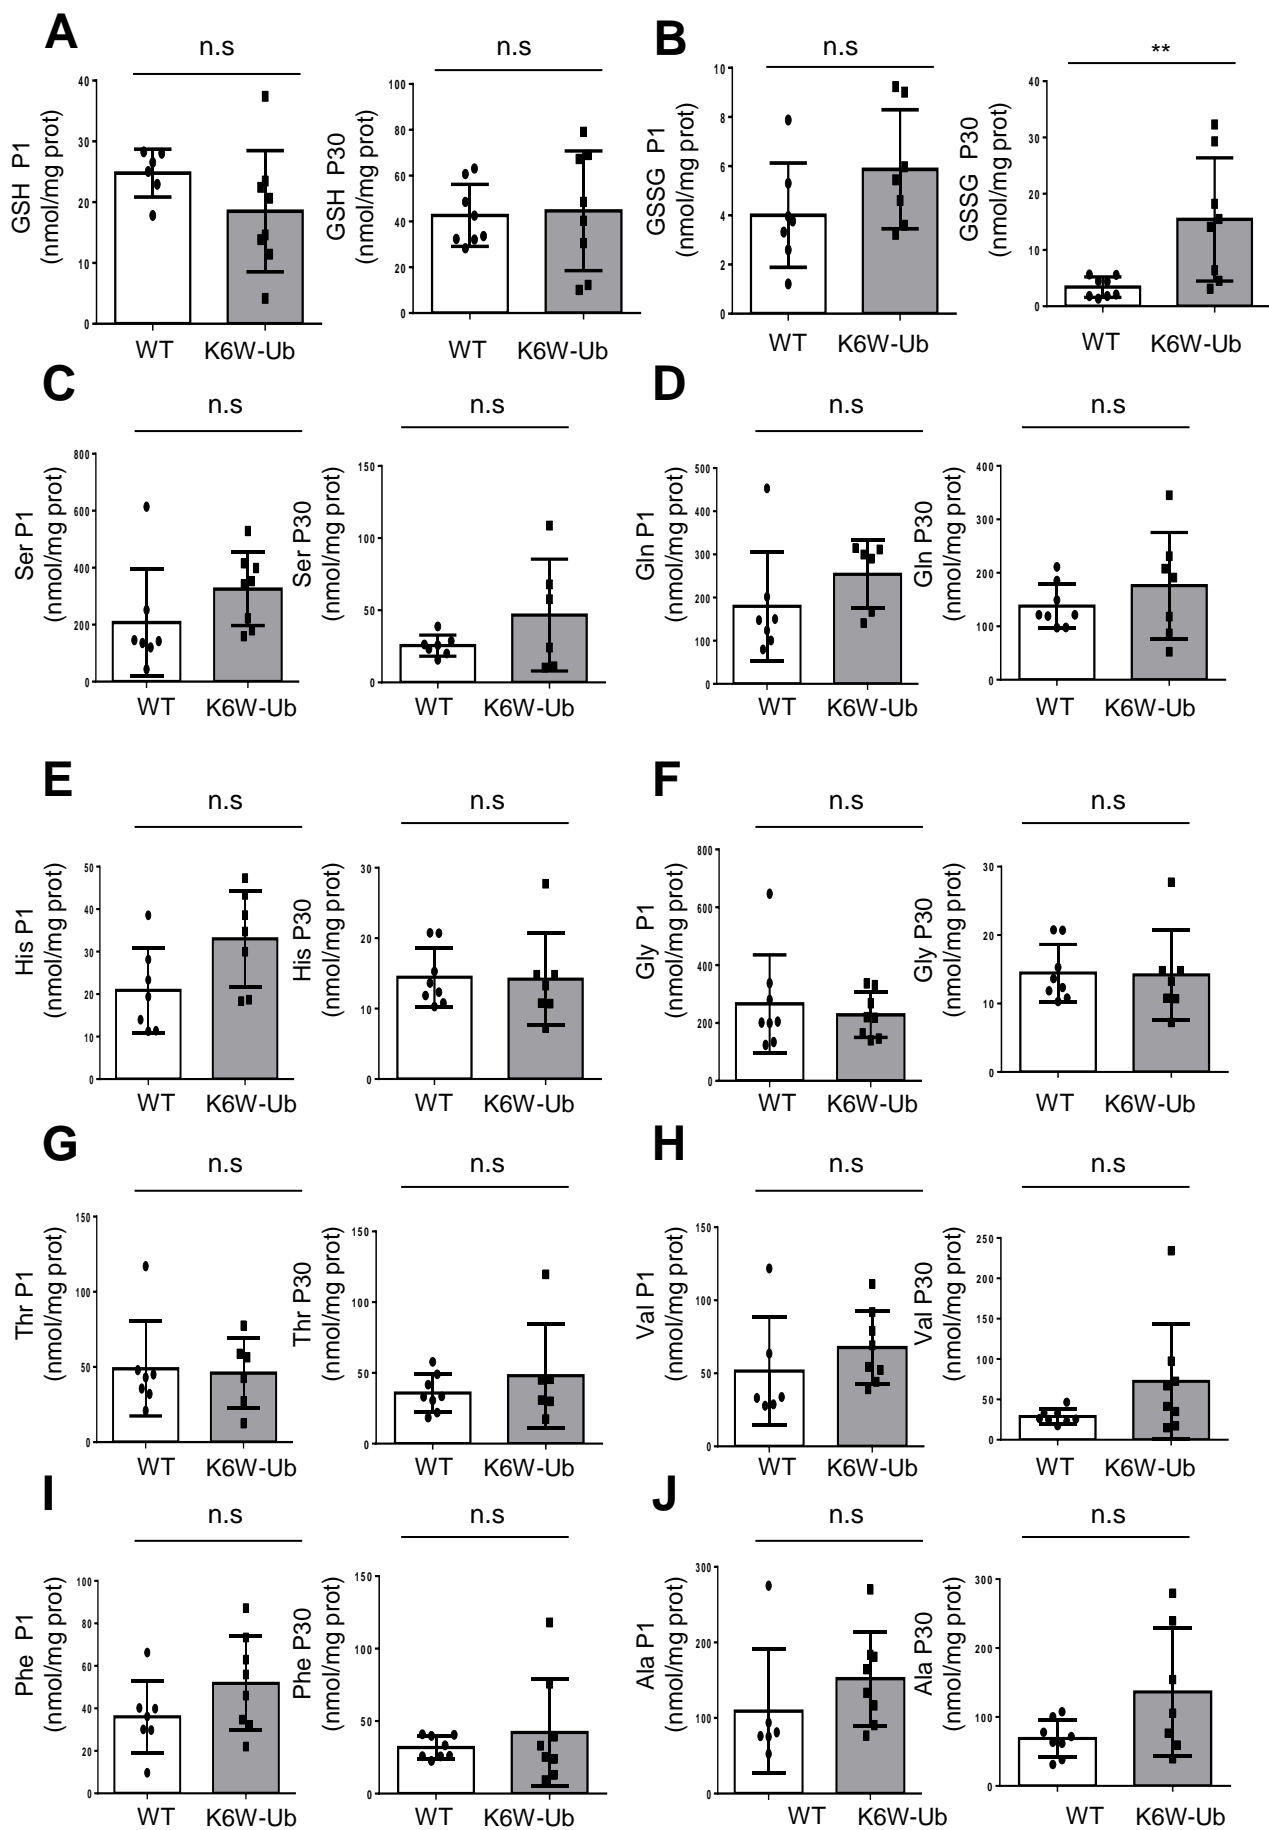 A
n.s
n.s
B
n.s
**
GSH P1
(nmol/mg prot)
40
30
20
10
0
WT
K6W-Ub
GSH P30
(nmol/mg prot)
100
80
60
40
20
0
WT
K6W-Ub
GSSG P1
(nmol/mg prot)
10
8
6
4
2
0
WT
K6W-Ub
GSSG P30
(nmol/mg prot)
40
30
20
10
0
WT
K6W-Ub
C
n.s
n.s
D
n.s
n.s
Ser P1
(nmol/mg prot)
800
600
400
200
0
WT
K6W-Ub
Ser P30
(nmol/mg prot)
150
100
50
0
WT
K6W-Ub
Gln P1
(nmol/mg prot)
500
400
300
200
100
0
WT
K6W-Ub
Gln P30
(nmol/mg prot)
400
300
200
100
0
WT
K6W-Ub
E
n.s
n.s
F
n.s
n.s
His P1
(nmol/mg prot)
50
40
30
20
10
0
WT
K6W-Ub
His P30
(nmol/mg prot)
30
20
10
0
WT
K6W-Ub
Gly P1
(nmol/mg prot)
800
600
400
200
0
WT
K6W-Ub
Gly P30
(nmol/mg prot)
30
20
10
0
WT
K6W-Ub
G
n.s
n.s
H
n.s
n.s
Thr P1
(nmol/mg prot)
150
100
50
0
WT
K6W-Ub
Thr P30
(nmol/mg prot)
150
100
50
0
WT
K6W-Ub
Val P1
(nmol/mg prot)
150
100
50
0
WT
K6W-Ub
Val P30
(nmol/mg prot)
250
200
150
100
50
0
WT
K6W-Ub
I
n.s
n.s
J
n.s
n.s
Phe P1
(nmol/mg prot)
100
80
60
40
20
0
WT
K6W-Ub
Phe P30
(nmol/mg prot)
150
100
50
0
WT
K6W-Ub
Ala P1
(nmol/mg prot)
300
200
100
0
WT
K6W-Ub
Ala P30
(nmol/mg prot)
300
200
100
0
WT
K6W-Ub